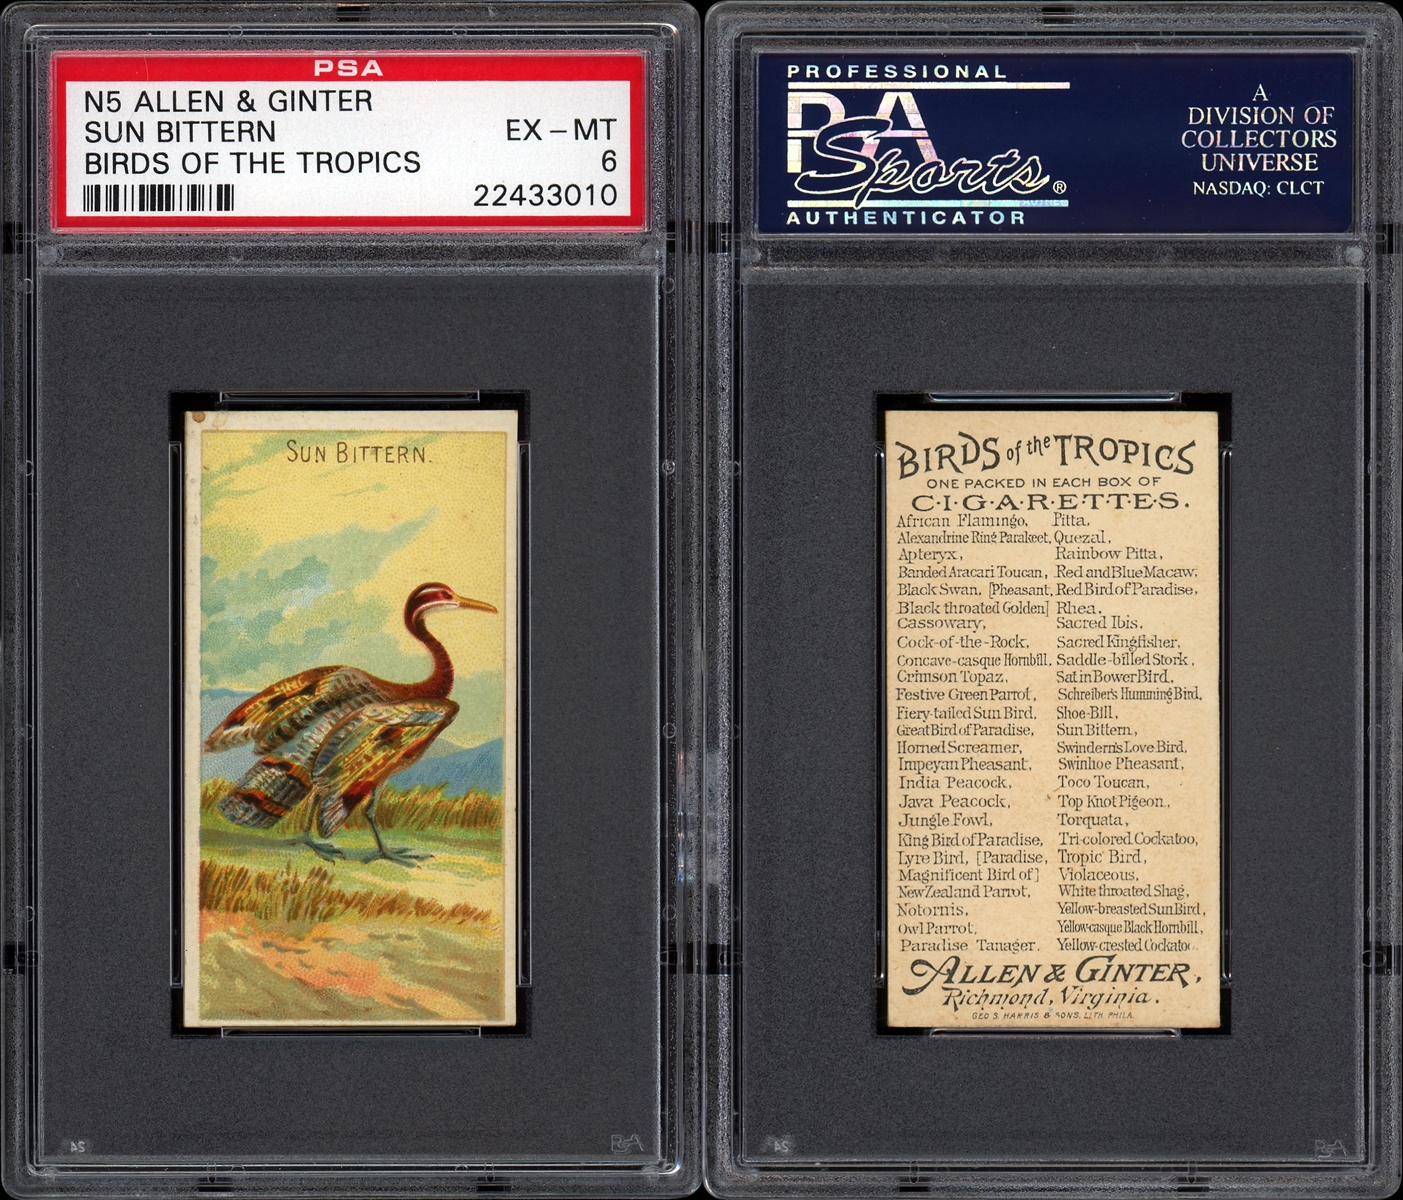 PSA
N5 ALLEN & GINTER
SUN BITTERN EX - MT
BIRDS OF THE TROPICS 6
22433010
SUN BITTERN.
PROFESSIONAL
PSA
Sports®
AUTHENTICATOR
A
DIVISION OF
COLLECTORS
UNIVERSE
NASDAQ: CLCT
BIRDS of the TROPICS
ONE PACKED IN EACH BOX OF
C·I·G·A·R·E·T·T·E·S.
African Flamingo, Pitta,
Alexandrine Ring Parakeet, Quezal,
Apteryx, Rainbow Pitta,
Banded Aracari Toucan, Red and Blue Macaw,
Black Swan, [Pheasant, Red Bird of Paradise,
Black throated Golden] Rhea,
Cassowary, Sacred Ibis,
Cock-of-the-Rock, Sacred Kingfisher,
Concave-casque Hornbill, Saddle-billed Stork,
Crimson Topaz, Satin Bower Bird,
Festive Green Parrot, Schreiber's Humming Bird,
Fiery-tailed Sun Bird, Shoe-Bill,
Great Bird of Paradise, Sun Bittern,
Horned Screamer, Swindern's Love Bird,
Impeyan Pheasant, Swinhoe Pheasant,
India Peacock, Toco Toucan,
Java Peacock, Top Knot Pigeon,
Jungle Fowl, Torquata,
King Bird of Paradise, Tri-colored Cockatoo,
Lyre Bird, [Paradise, Tropic Bird,
Magnificent Bird of] Violaceous,
New Zealand Parrot, White throated Shag,
Notornis, Yellow-breasted Sun Bird,
Owl Parrot, Yellow-casque Black Hornbill,
Paradise Tanager. Yellow-crested Cockatoo.
ALLEN & GINTER,
Richmond, Virginia.
GEO. S. HARRIS & SONS, LITH. PHILA.
PSA
PSA